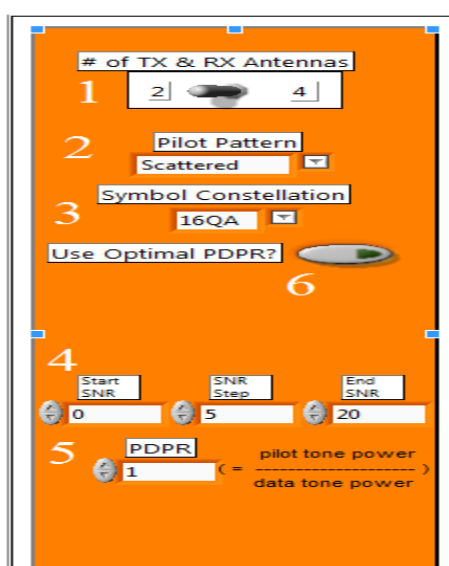 # of TX & RX Antennas
1 2 4
2 Pilot Pattern
Scattered
Symbol Constellation
3 16QA
Use Optimal PDPR?
6
4
Start SNR SNR Step End SNR
0 5 20
5 PDPR
1 (= pilot tone power
-------------------- )
data tone power